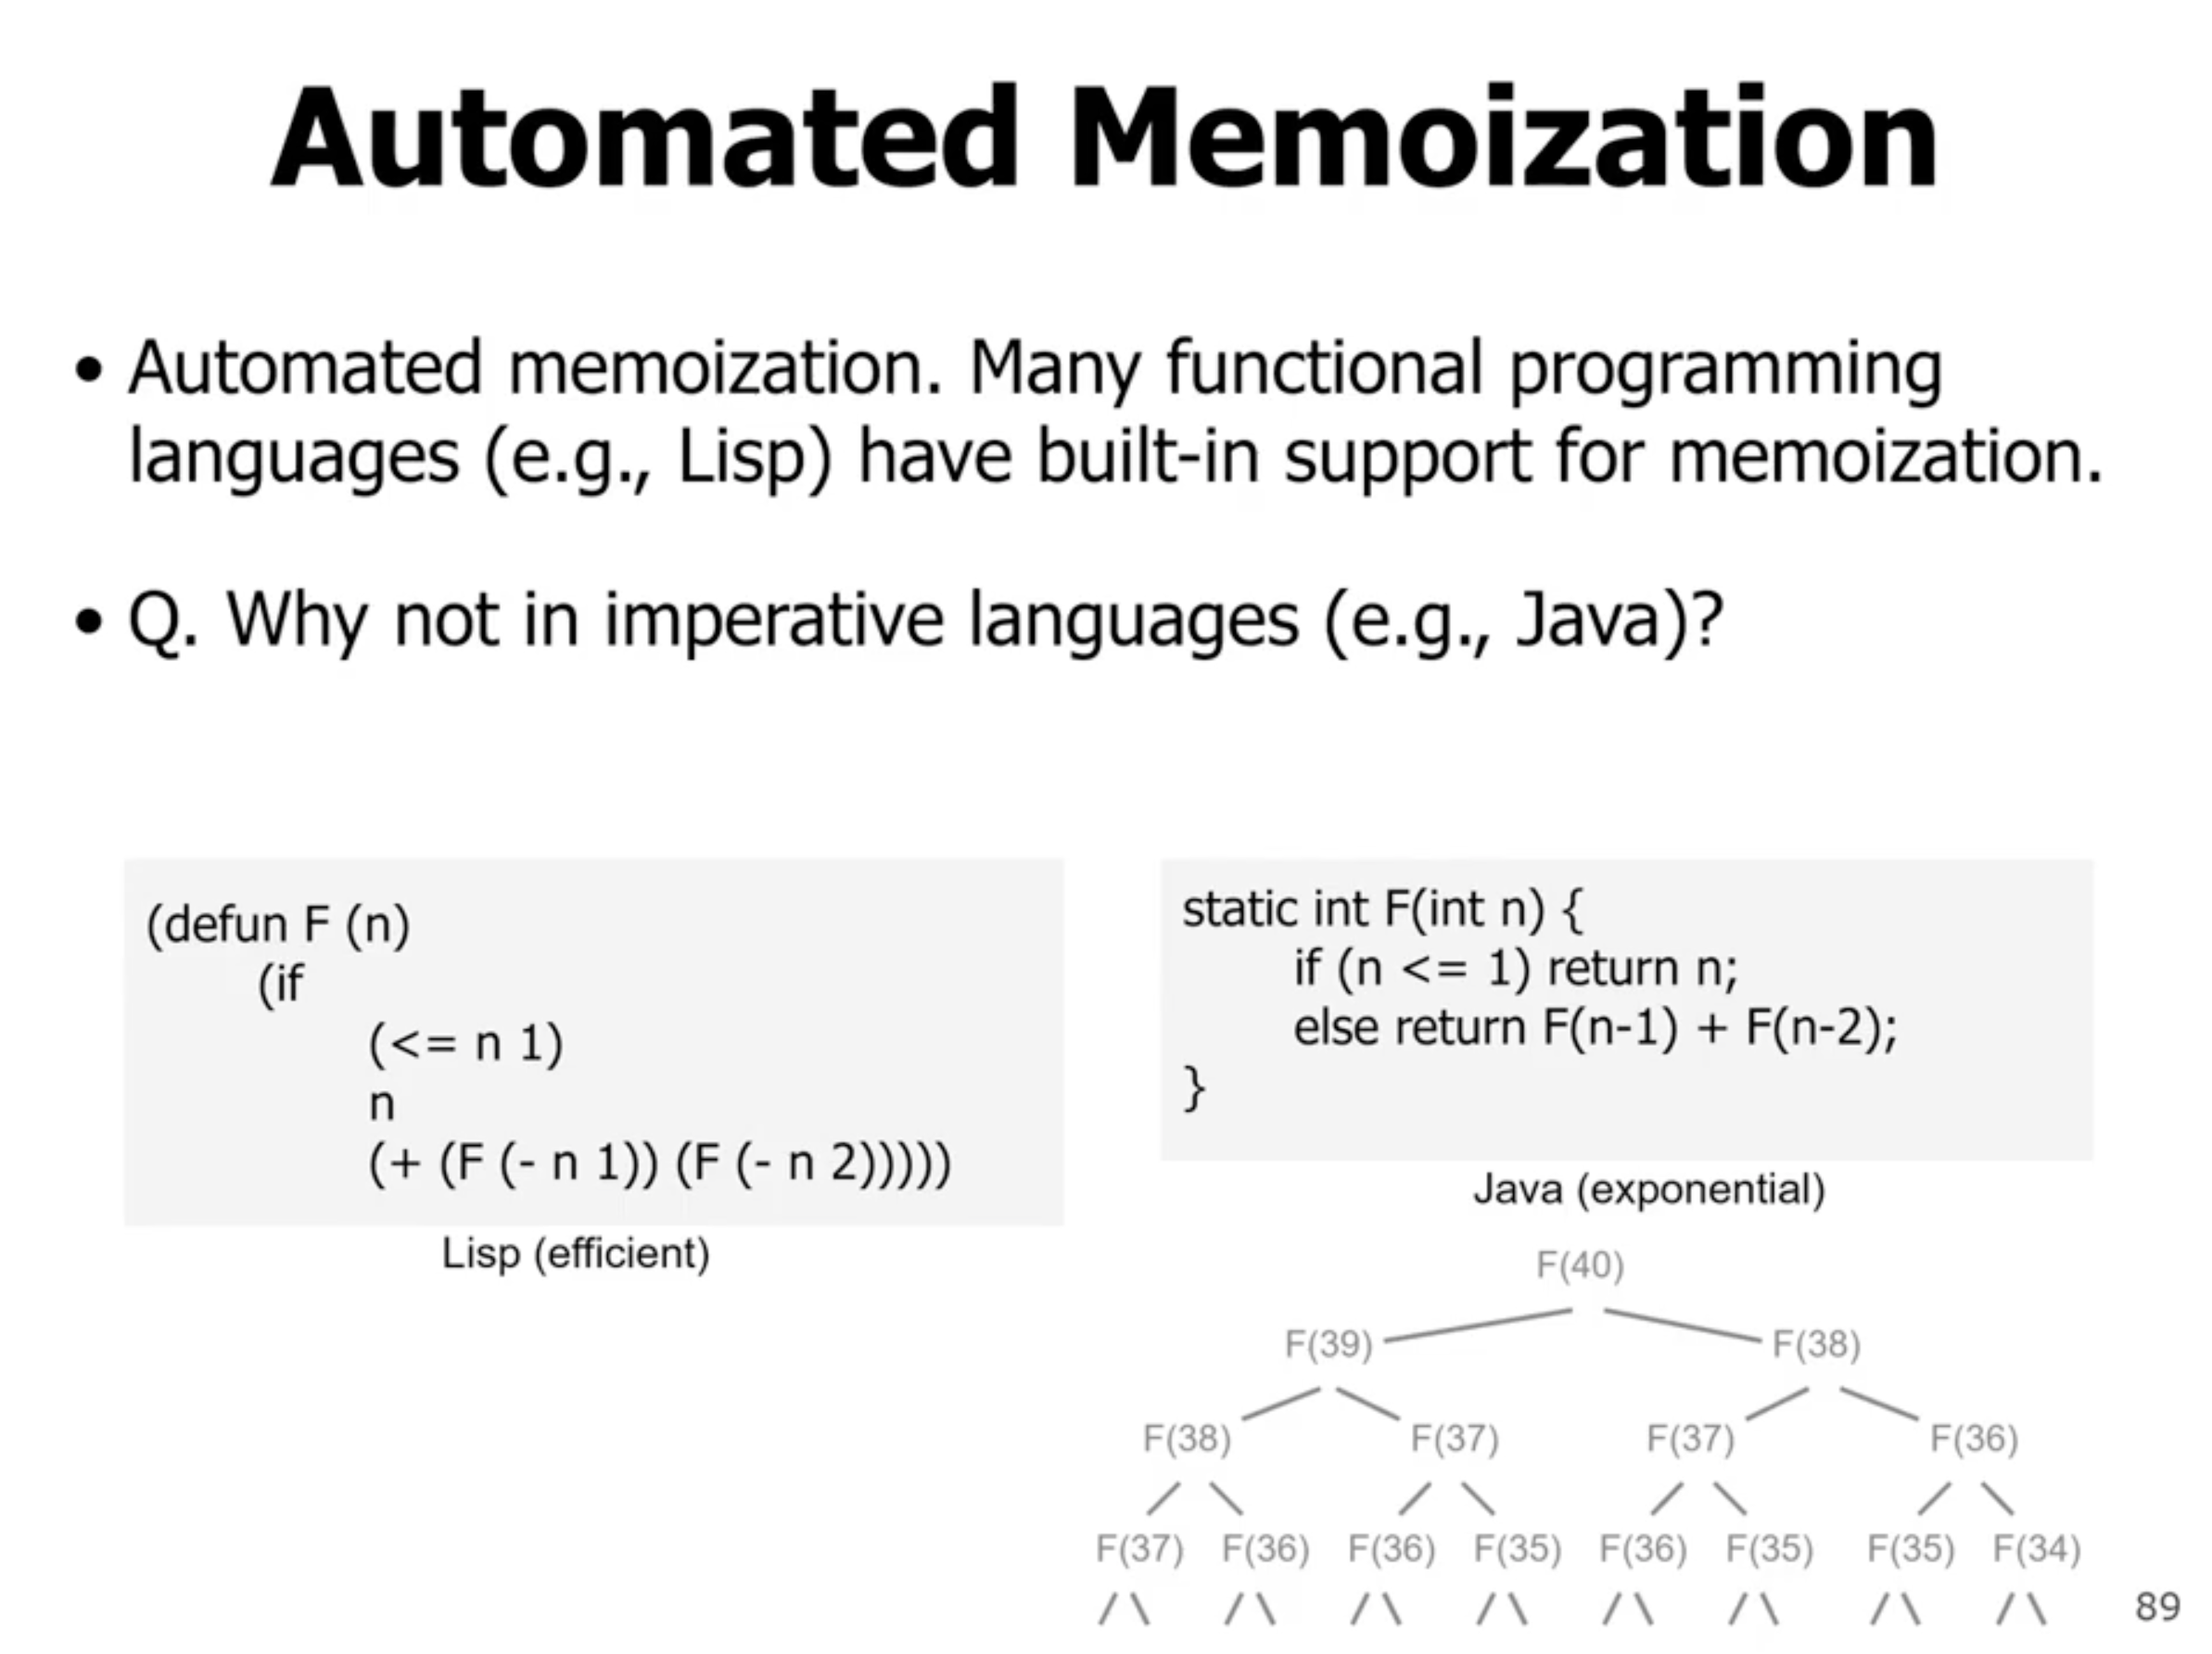 Automated Memoization
• Automated memoization. Many functional programming
languages (e.g., Lisp) have built-in support for memoization.
• Q. Why not in imperative languages (e.g., Java)?
(defun F (n)
(if
(<= n 1)
n
(+ (F (- n 1)) (F (- n 2)))))
Lisp (efficient)
static int F(int n) {
if (n <= 1) return n;
else return F(n-1) + F(n-2);
}
Java (exponential)
F(40)
F(39) F(38)
F(38) F(37) F(37) F(36)
F(37) F(36) F(36) F(35) F(36) F(35) F(35) F(34)
89